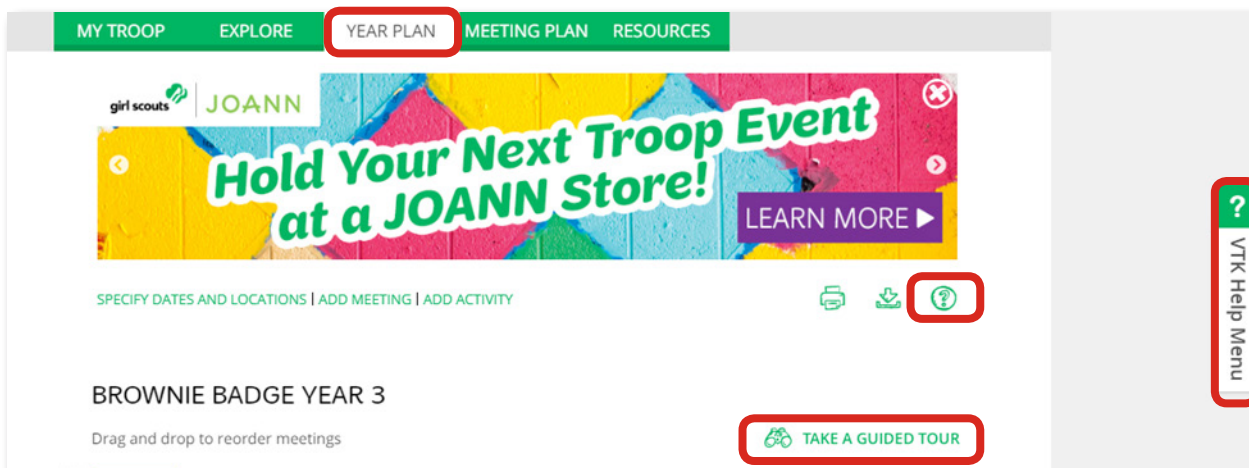 MY TROOP EXPLORE YEAR PLAN MEETING PLAN RESOURCES
girl scouts JOANN
Hold Your Next Troop Event
at a JOANN Store!
LEARN MORE
SPECIFY DATES AND LOCATIONS | ADD MEETING | ADD ACTIVITY ?
? VTK Help Menu
BROWNIE BADGE YEAR 3
Drag and drop to reorder meetings
TAKE A GUIDED TOUR